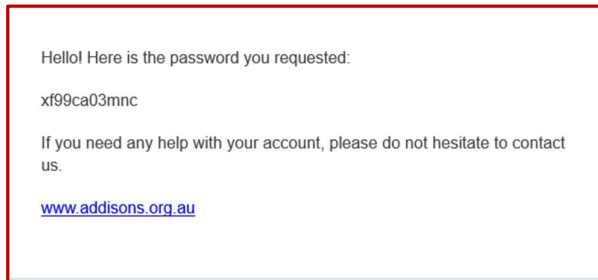 Hello! Here is the password you requested:
xf99ca03mnc
If you need any help with your account, please do not hesitate to contact
us.
www.addisons.org.au